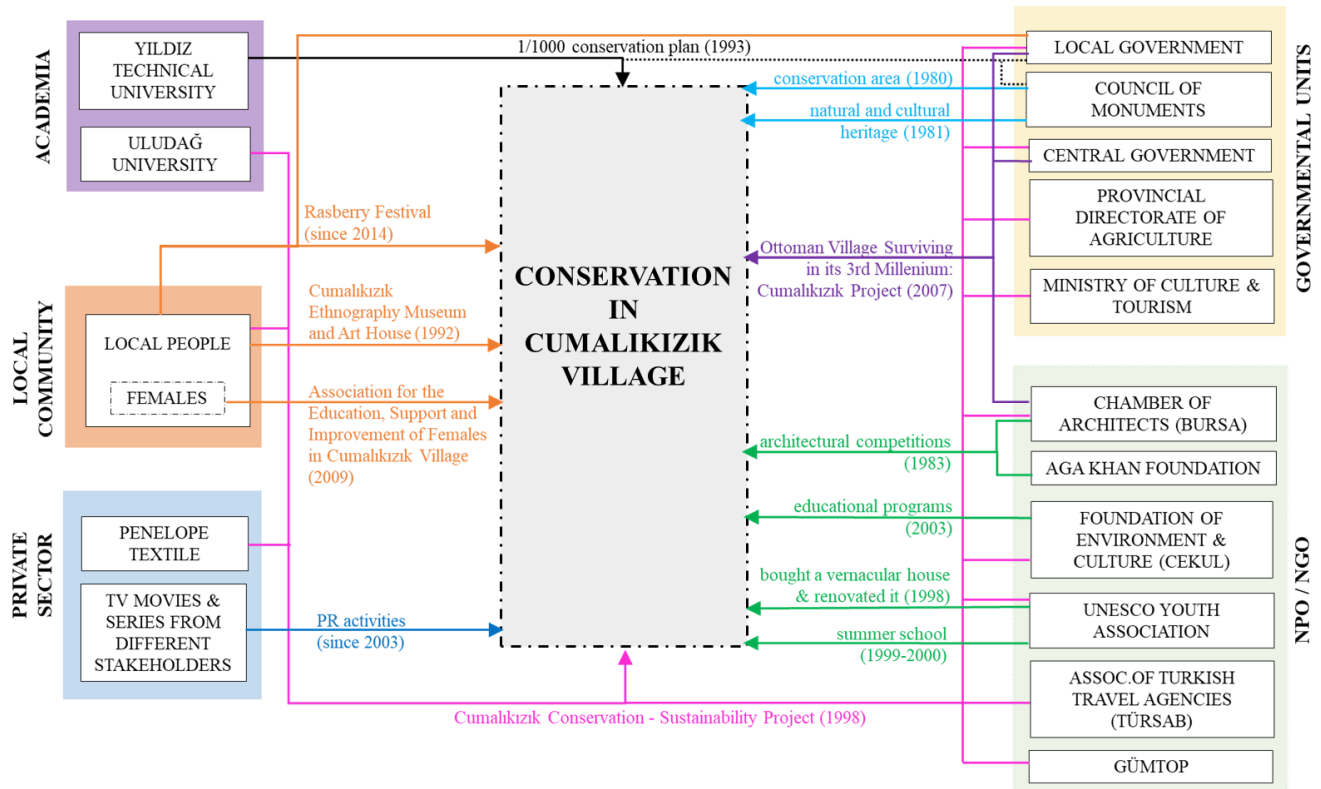 ACADEMIA
YILDIZ
TECHNICAL
UNIVERSITY
ULUDAĞ
UNIVERSITY
LOCAL
COMMUNITY
LOCAL PEOPLE
FEMALES
PRIVATE
SECTOR
PENELOPE
TEXTILE
TV MOVIES &
SERIES FROM
DIFFERENT
STAKEHOLDERS
1/1000 conservation plan (1993)
Rasberry Festival
(since 2014)
Cumalıkızık
Ethnography Museum
and Art House (1992)
Association for the
Education, Support and
Improvement of Females
in Cumalıkızık Village
(2009)
PR activities
(since 2003)
CONSERVATION
IN
CUMALIKIZIK
VILLAGE
Cumalıkızık Conservation - Sustainability Project (1998)
conservation area (1980)
natural and cultural
heritage (1981)
Ottoman Village Surviving
in its 3rd Millenium:
Cumalıkızık Project (2007)
architectural competitions
(1983)
educational programs
(2003)
bought a vernacular house
& renovated it (1998)
summer school
(1999-2000)
GOVERNMENTAL UNITS
LOCAL GOVERNMENT
COUNCIL OF
MONUMENTS
CENTRAL GOVERNMENT
PROVINCIAL
DIRECTORATE OF
AGRICULTURE
MINISTRY OF CULTURE &
TOURISM
NPO / NGO
CHAMBER OF
ARCHITECTS (BURSA)
AGA KHAN FOUNDATION
FOUNDATION OF
ENVIRONMENT &
CULTURE (CEKUL)
UNESCO YOUTH
ASSOCIATION
ASSOC.OF TURKISH
TRAVEL AGENCIES
(TÜRSAB)
GÜMTOP